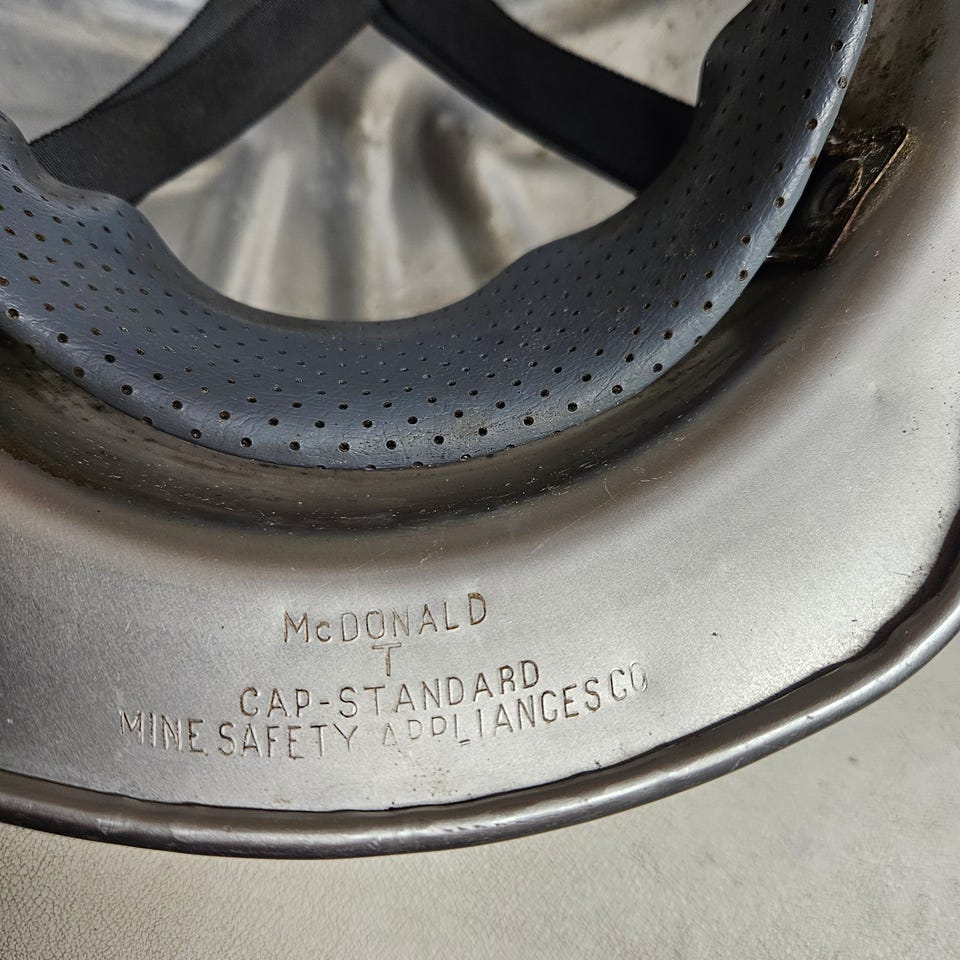 McDONALD
T
CAP-STANDARD
MINE SAFETY APPLIANCES CO